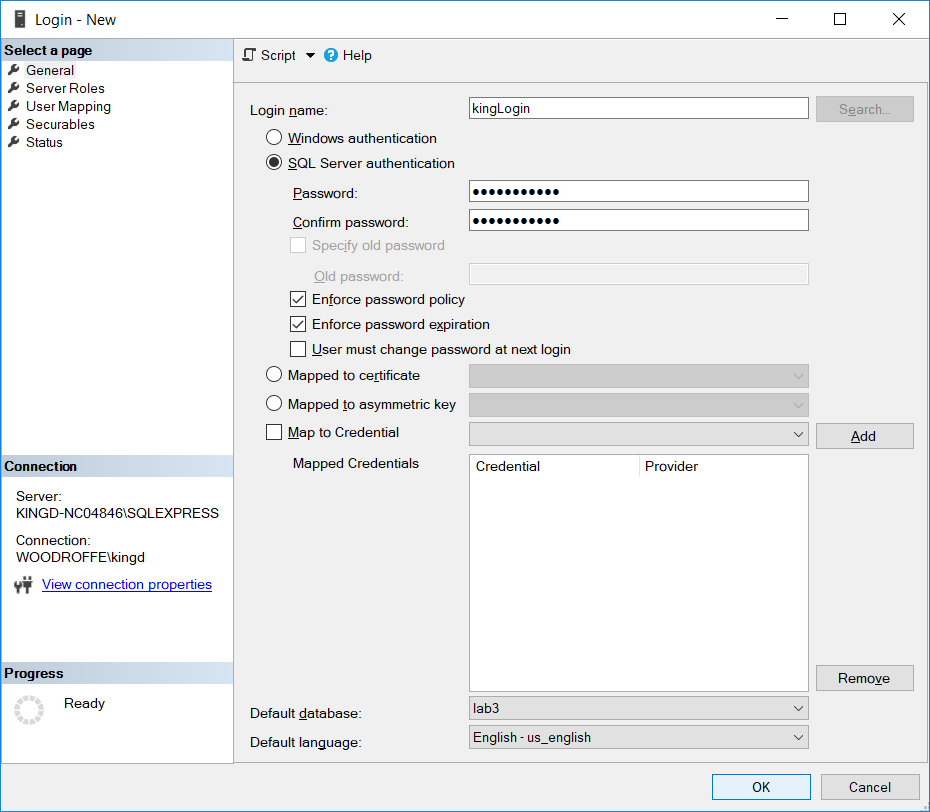 Login - New
Select a page
General
Server Roles
User Mapping
Securables
Status
Connection
Server:
KINGD-NC04846\SQLEXPRESS
Connection:
WOODROFFE\kingd
View connection properties
Progress
Ready
Script
Help
Login name:
kingLogin
Search...
Windows authentication
SQL Server authentication
Password:
●●●●●●●●●●●
Confirm password:
●●●●●●●●●●●
Specify old password
Old password:
Enforce password policy
Enforce password expiration
User must change password at next login
Mapped to certificate
Mapped to asymmetric key
Map to Credential
Add
Mapped Credentials
Credential Provider
Remove
Default database:
lab3
Default language:
English - us_english
OK
Cancel